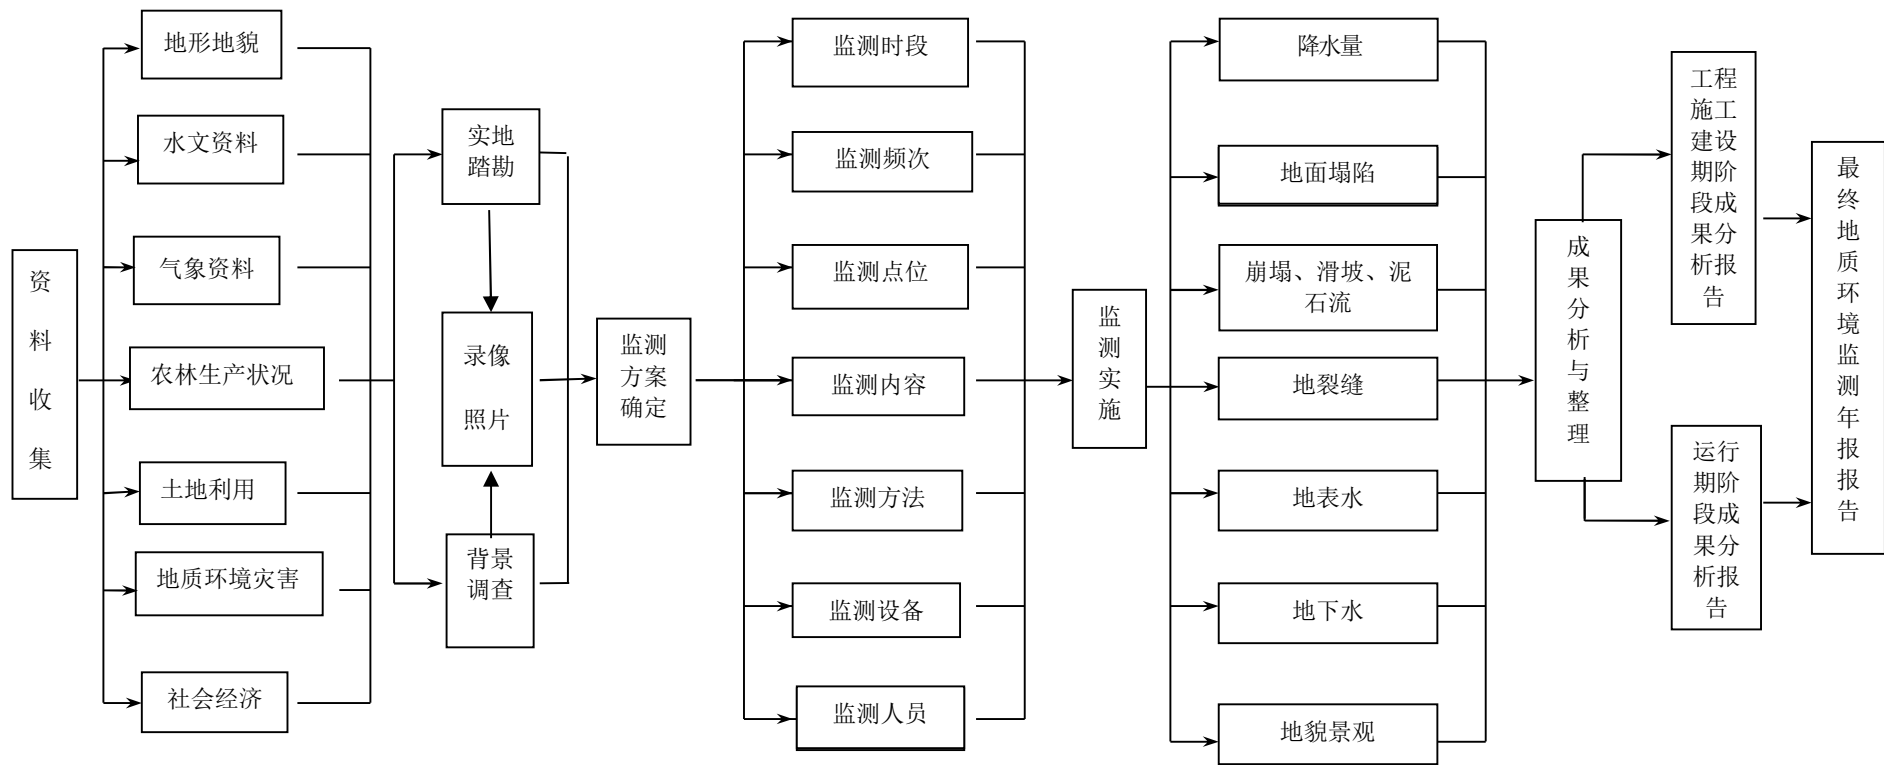 资
料
收
集
地形地貌
水文资料
气象资料
农林生产状况
土地利用
地质环境灾害
社会经济
实地
踏勘
录像
照片
背景
调查
监测
方案
确定
监测时段
监测频次
监测点位
监测内容
监测方法
监测设备
监测人员
监
测
实
施
降水量
地面塌陷
崩塌、滑坡、泥
石流
地裂缝
地表水
地下水
地貌景观
成
果
分
析
与
整
理
工程
施工
建设
期阶
段成
果分
析报
告
运行
期阶
段成
果分
析报
告
最
终
地
质
环
境
监
测
年
报
报
告